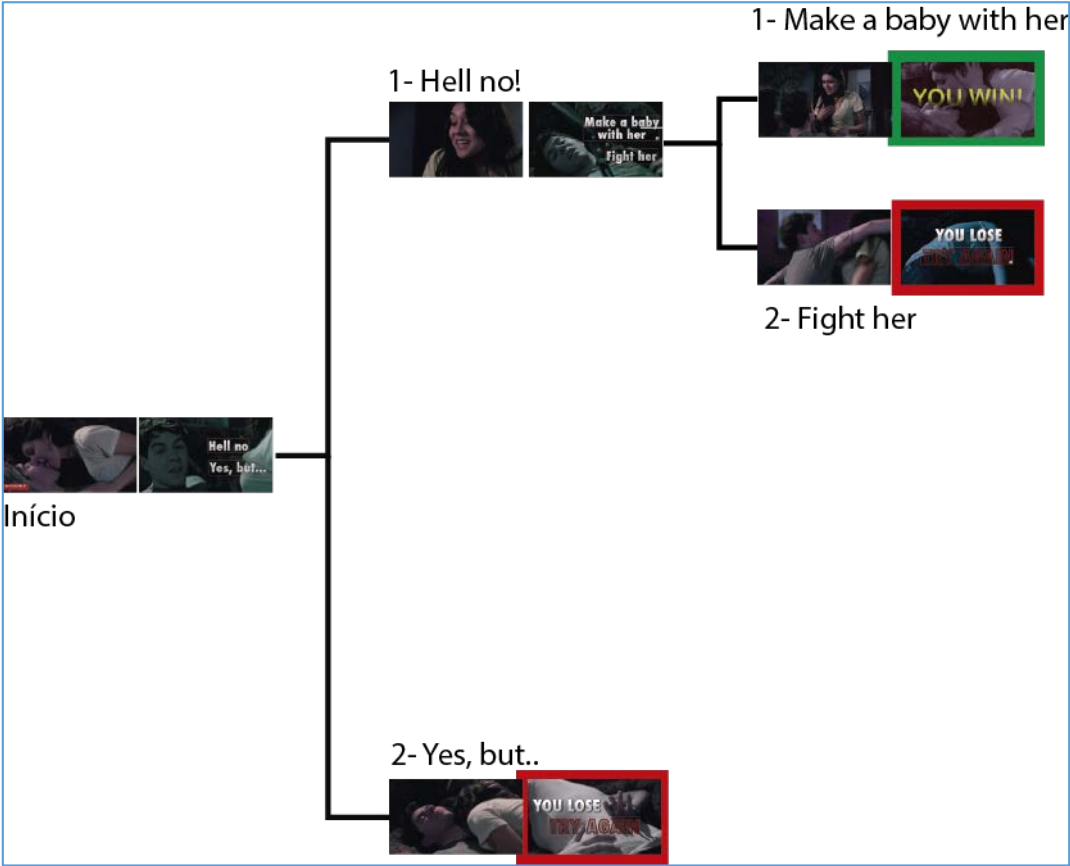 1- Make a baby with her
YOU WIN!
1- Hell no!
Make a baby
with her
Fight her
YOU LOSE
TRY AGAIN
2- Fight her
Hell no
Yes, but...
Início
2- Yes, but..
YOU LOSE
TRY AGAIN